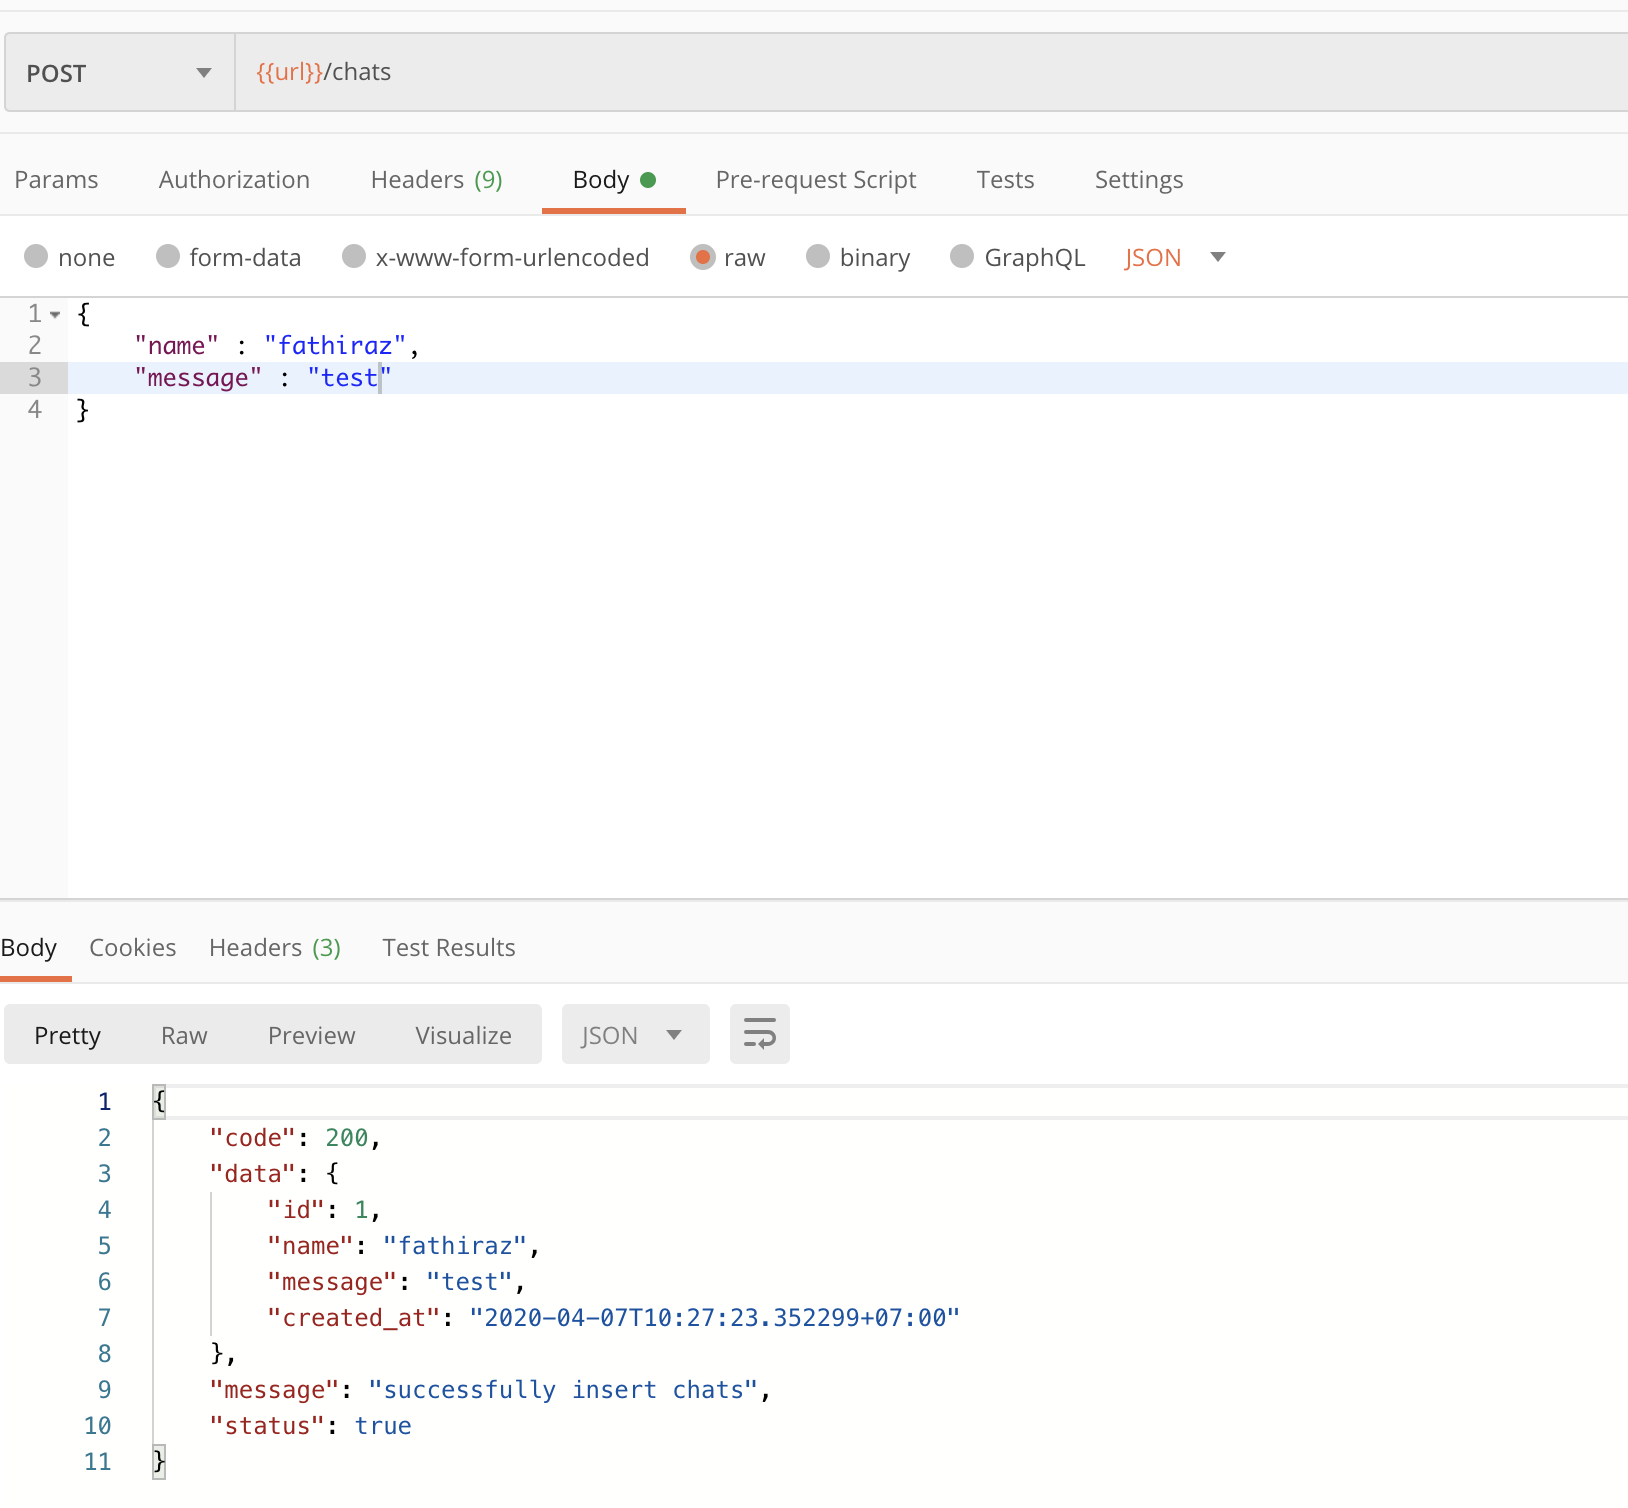 POST {{url}}/chats
Params Authorization Headers (9) Body Pre-request Script Tests Settings
none form-data x-www-form-urlencoded raw binary GraphQL JSON
1 {
2 "name" : "fathiraz",
3 "message" : "test"
4 }
Body Cookies Headers (3) Test Results
Pretty Raw Preview Visualize JSON
1 {
2 "code": 200,
3 "data": {
4 "id": 1,
5 "name": "fathiraz",
6 "message": "test",
7 "created_at": "2020-04-07T10:27:23.352299+07:00"
8 },
9 "message": "successfully insert chats",
10 "status": true
11 }